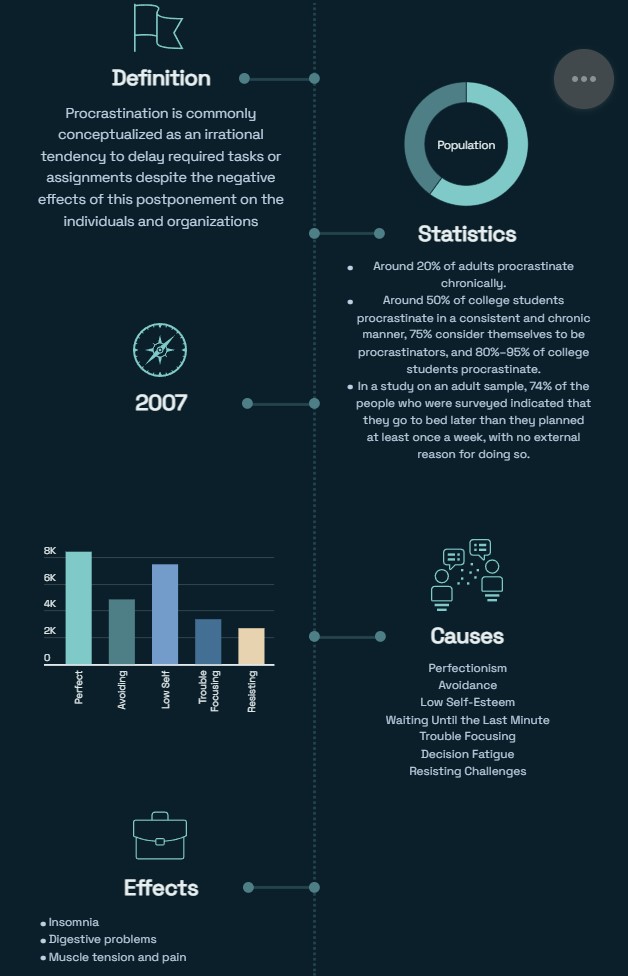 Definition
Procrastination is commonly
conceptualized as an irrational
tendency to delay required tasks or
assignments despite the negative
effects of this postponement on the
individuals and organizations
Population
Statistics
Around 20% of adults procrastinate
chronically.
Around 50% of college students
procrastinate in a consistent and chronic
manner, 75% consider themselves to be
procrastinators, and 80%–95% of college
students procrastinate.
In a study on an adult sample, 74% of the
people who were surveyed indicated that
they go to bed later than they planned
at least once a week, with no external
reason for doing so.
2007
8K
6K
4K
2K
0
Perfect
Avoiding
Low Self
Trouble
Focusing
Resisting
Causes
Perfectionism
Avoidance
Low Self-Esteem
Waiting Until the Last Minute
Trouble Focusing
Decision Fatigue
Resisting Challenges
Effects
Insomnia
Digestive problems
Muscle tension and pain